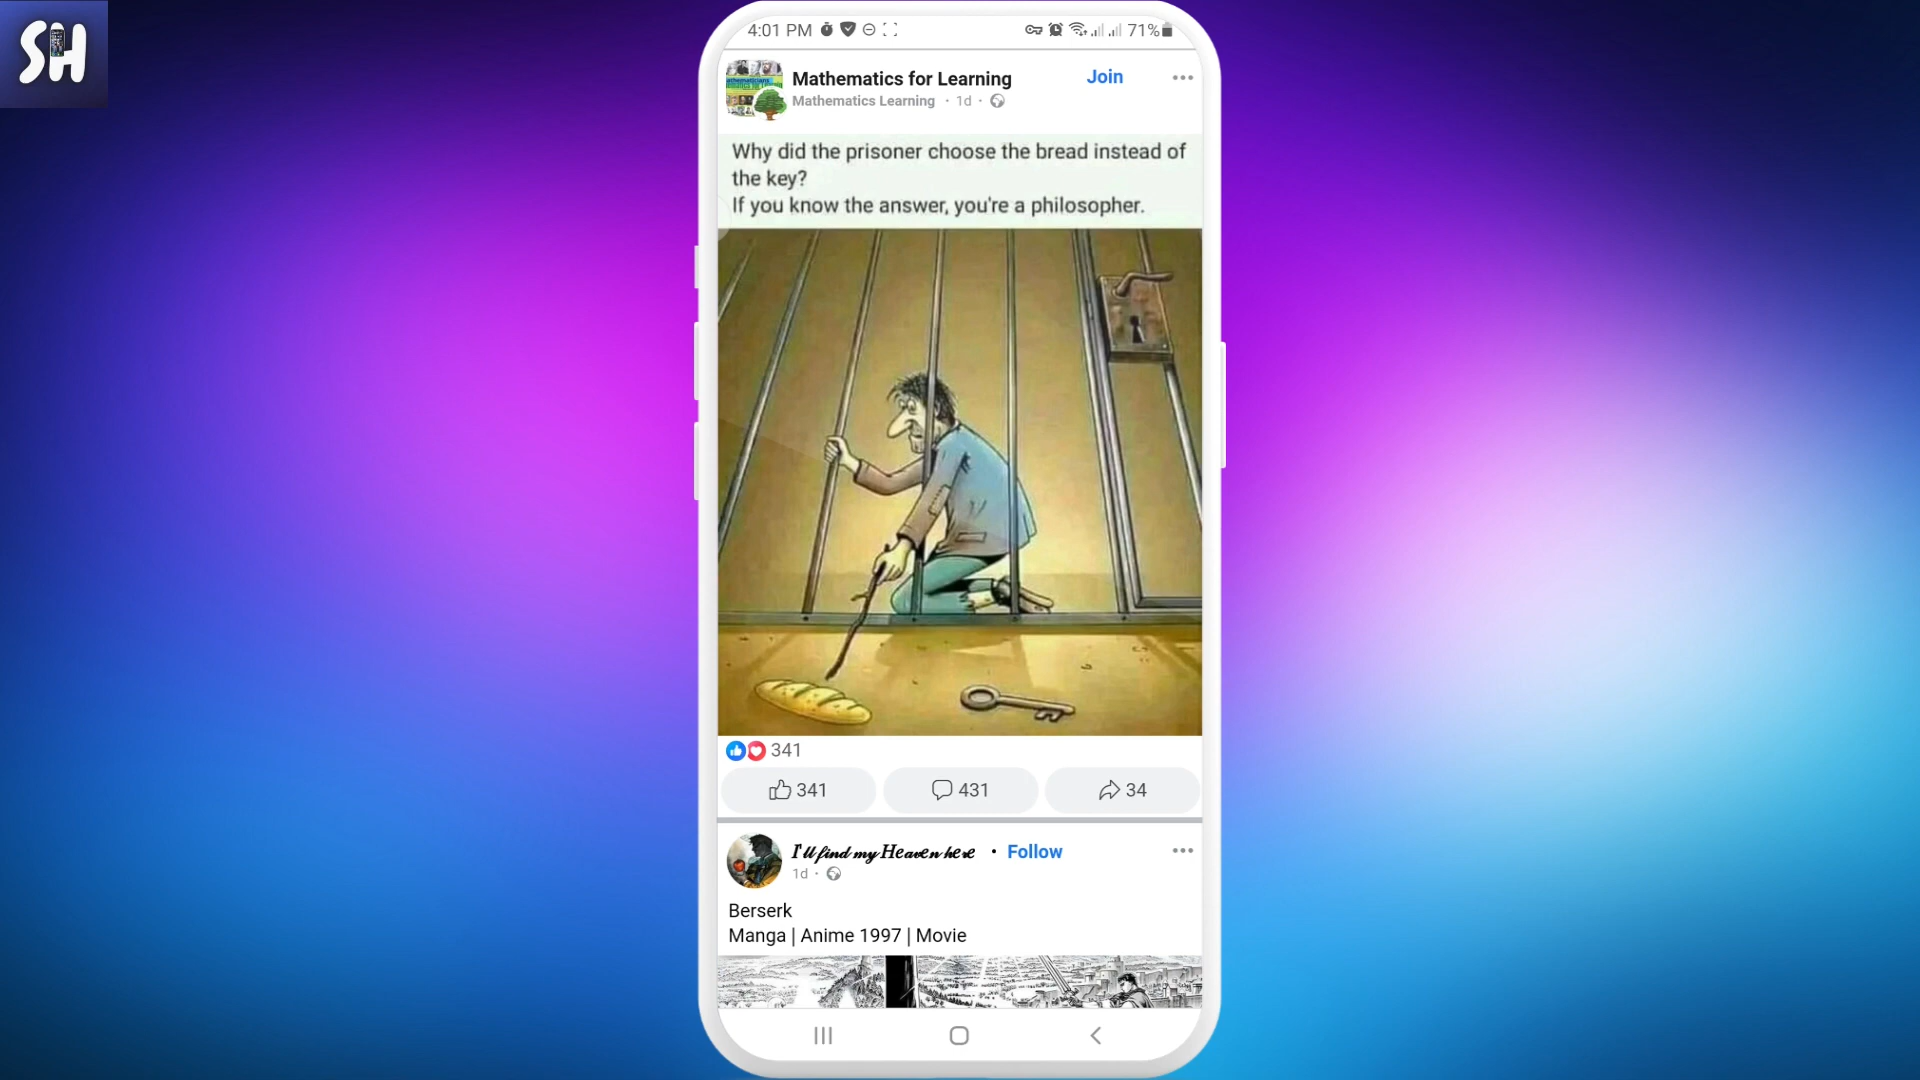 SH
4:01 PM
71%
Mathematics for Learning
Join
Mathematics Learning · 1d ·
Why did the prisoner choose the bread instead of
the key?
If you know the answer, you're a philosopher.
341
341
431
34
I'll find my Heaven here · Follow
1d ·
Berserk
Manga | Anime 1997 | Movie